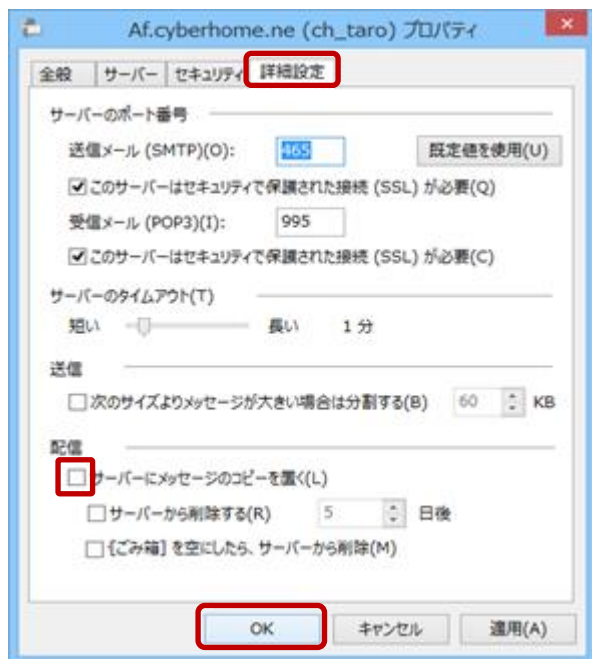 Af.cyberhome.ne (ch_taro) プロパティ
全般 サーバー セキュリティ 詳細設定
サーバーのポート番号
送信メール (SMTP)(O): 465 既定値を使用(U)
このサーバーはセキュリティで保護された接続 (SSL) が必要(Q)
受信メール (POP3)(I): 995
このサーバーはセキュリティで保護された接続 (SSL) が必要(C)
サーバーのタイムアウト(T)
短い 長い 1 分
送信
次のサイズよりメッセージが大きい場合は分割する(B) 60 KB
配信
サーバーにメッセージのコピーを置く(L)
サーバーから削除する(R) 5 日後
[ごみ箱] を空にしたら、サーバーから削除(M)
OK キャンセル 適用(A)